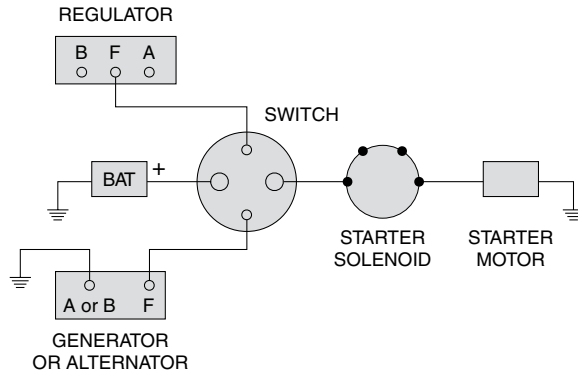 REGULATOR
B F A
SWITCH
BAT +
STARTER
SOLENOID
STARTER
MOTOR
A or B F
GENERATOR
OR ALTERNATOR